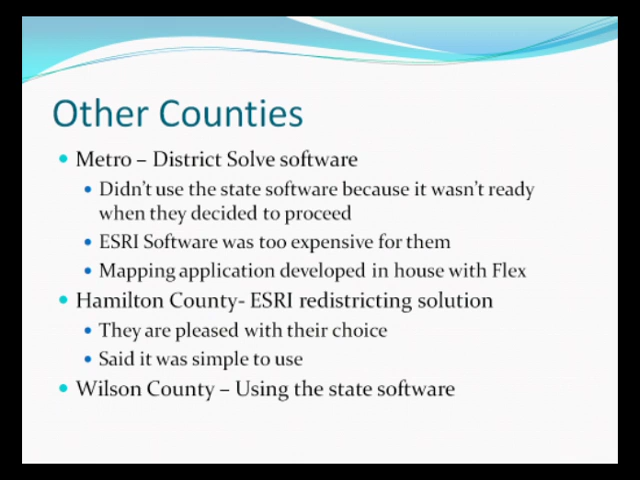 Other Counties
• Metro – District Solve software
• Didn't use the state software because it wasn't ready
when they decided to proceed
• ESRI Software was too expensive for them
• Mapping application developed in house with Flex
• Hamilton County- ESRI redistricting solution
• They are pleased with their choice
• Said it was simple to use
• Wilson County – Using the state software